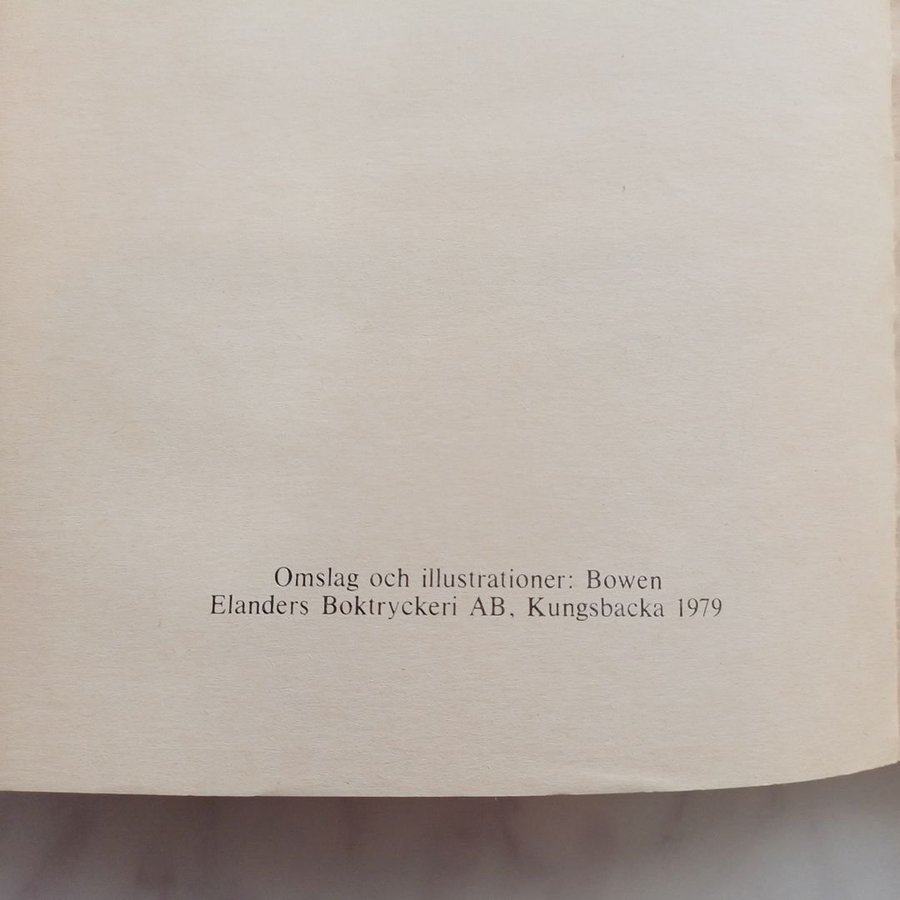 Omslag och illustrationer: Bowen
Elanders Boktryckeri AB, Kungsbacka 1979